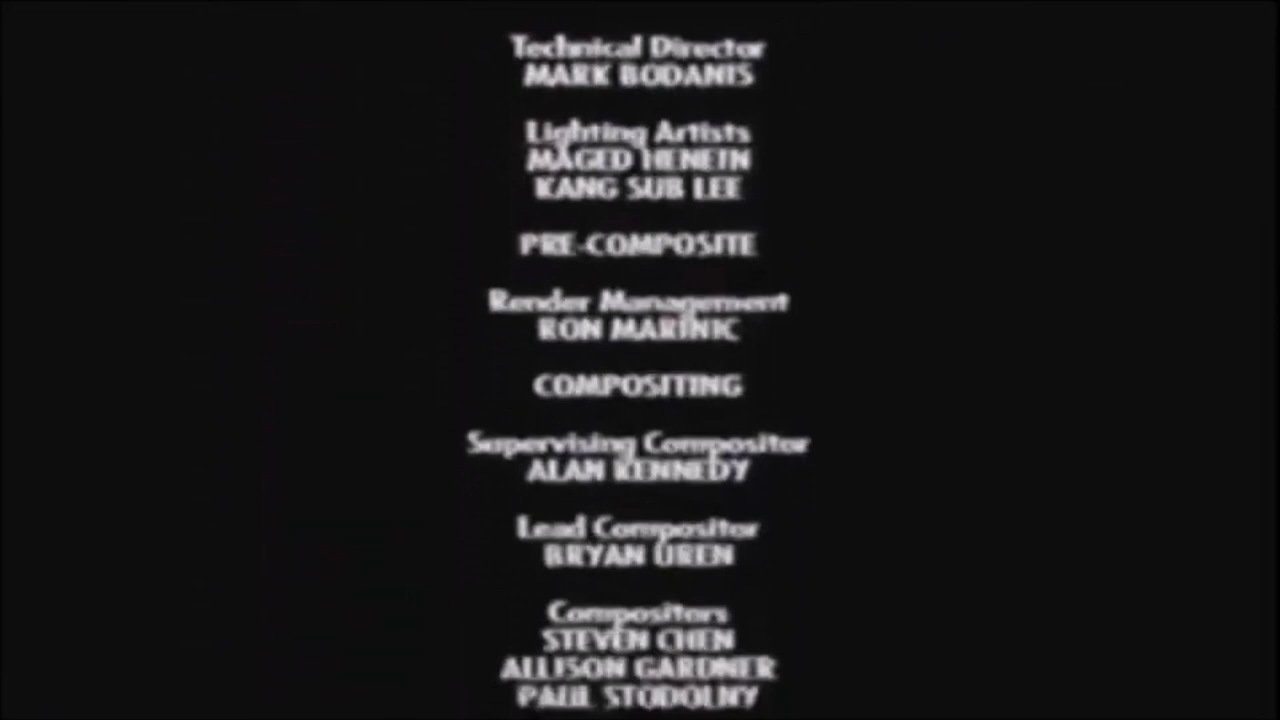 Technical Director
MARK BODANIS
Lighting Artists
MAGED HENEIN
KANG SUB LEE
PRE-COMPOSITE
Render Management
RON MARINIC
COMPOSITING
Supervising Compositor
ALAN KENNEDY
Lead Compositor
BRYAN UREN
Compositors
STEVEN CHEN
ALLISON GARDNER
PAUL STODOLNY